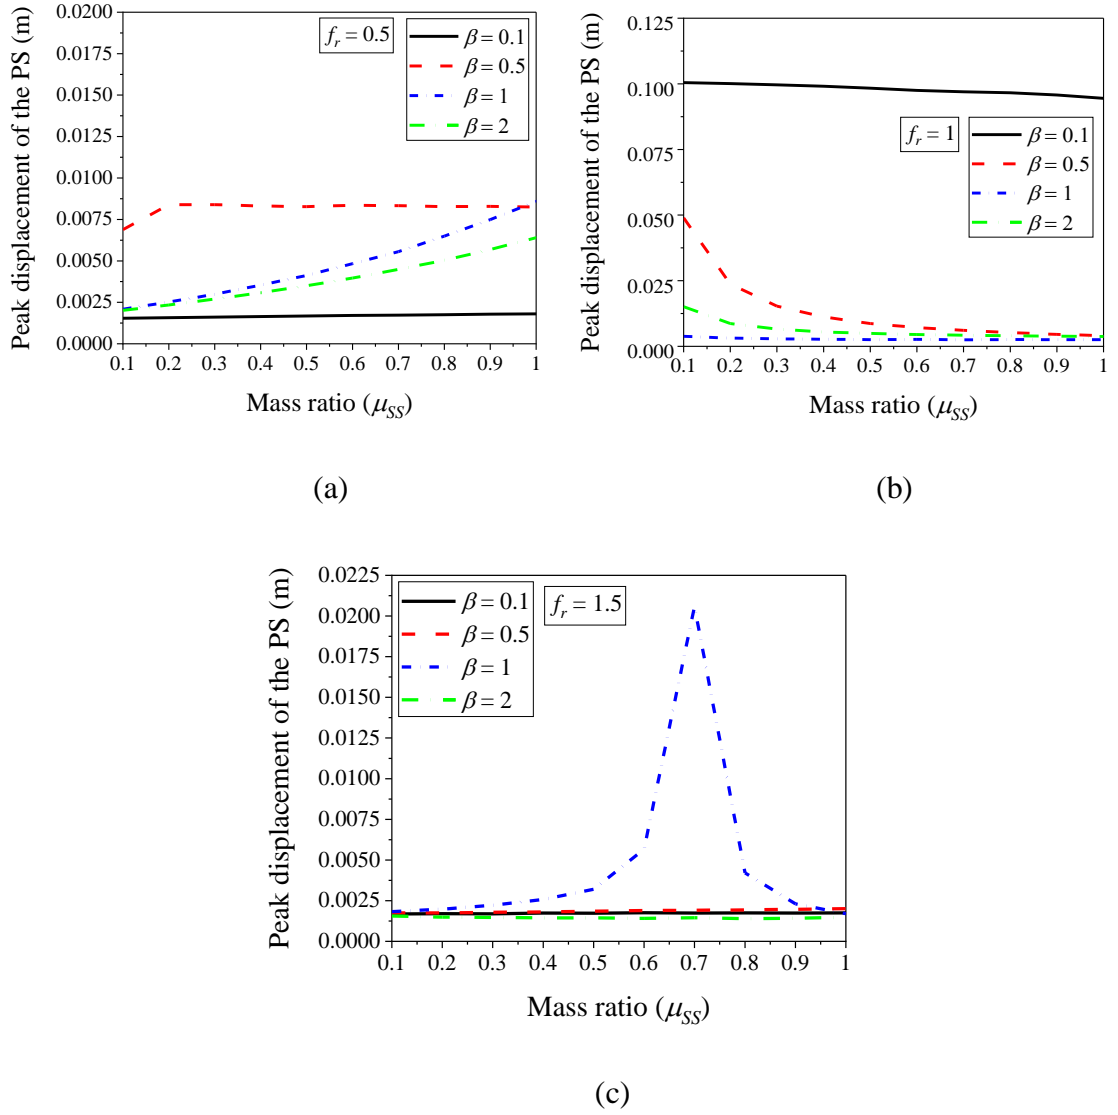 Peak displacement of the PS (m)
0.0200
0.0175
0.0150
0.0125
0.0100
0.0075
0.0050
0.0025
0.0000
f_r = 0.5
β = 0.1
β = 0.5
β = 1
β = 2
0.1 0.2 0.3 0.4 0.5 0.6 0.7 0.8 0.9 1
Mass ratio (μ_SS)
(a)
Peak displacement of the PS (m)
0.125
0.100
0.075
0.050
0.025
0.000
f_r = 1
β = 0.1
β = 0.5
β = 1
β = 2
0.1 0.2 0.3 0.4 0.5 0.6 0.7 0.8 0.9 1
Mass ratio (μ_SS)
(b)
Peak displacement of the PS (m)
0.0225
0.0200
0.0175
0.0150
0.0125
0.0100
0.0075
0.0050
0.0025
0.0000
β = 0.1
β = 0.5
β = 1
β = 2
f_r = 1.5
0.1 0.2 0.3 0.4 0.5 0.6 0.7 0.8 0.9 1
Mass ratio (μ_SS)
(c)